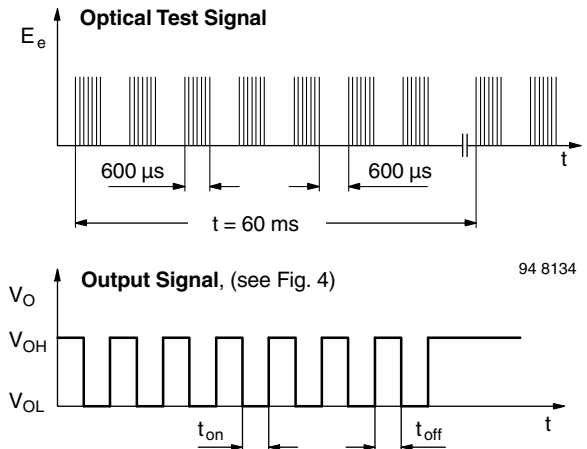 Optical Test Signal
E e
t
600 μs
600 μs
t = 60 ms
94 8134
Output Signal, (see Fig. 4)
VO
VOH
VOL
t
ton
toff